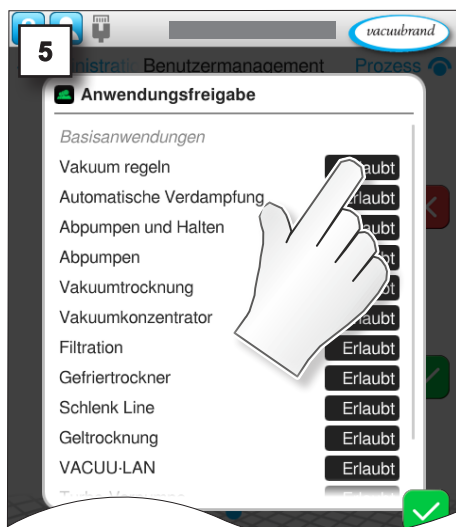 5
vacuubrand
Benutzermanagement
Prozess
Anwendungsfreigabe
Basisanwendungen
Vakuum regeln
Automatische Verdampfung
Abpumpen und Halten
Abpumpen
Vakuumtrocknung
Vakuumkonzentrator
Filtration Erlaubt
Gefriertrockner Erlaubt
Schlenk Line Erlaubt
Geltrocknung Erlaubt
VACUU·LAN Erlaubt